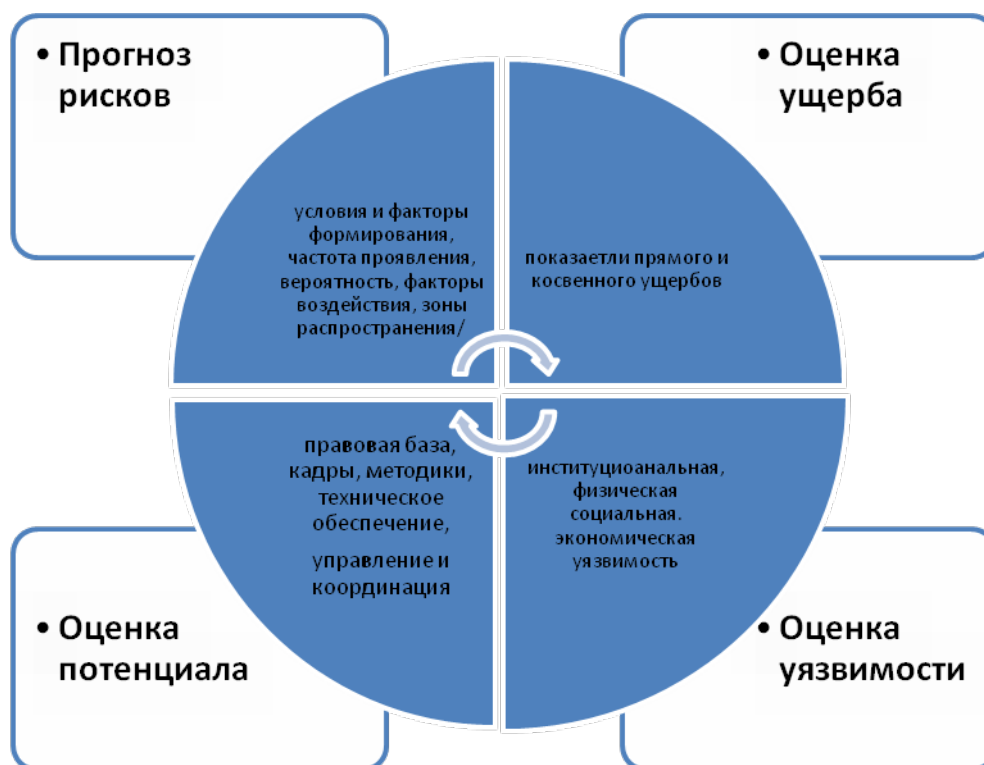 • Прогноз
рисков
• Оценка
ущерба
условия и факторы
формирования,
частота проявления,
вероятность, факторы
воздействия, зоны
распространения/
показаетли прямого и
косвенного ущербов
правовая база,
кадры, методики,
техническое
обеспечение,
управление и
координация
институциоанальная,
физическая
социальная.
экономическая
уязвимость
• Оценка
потенциала
• Оценка
уязвимости